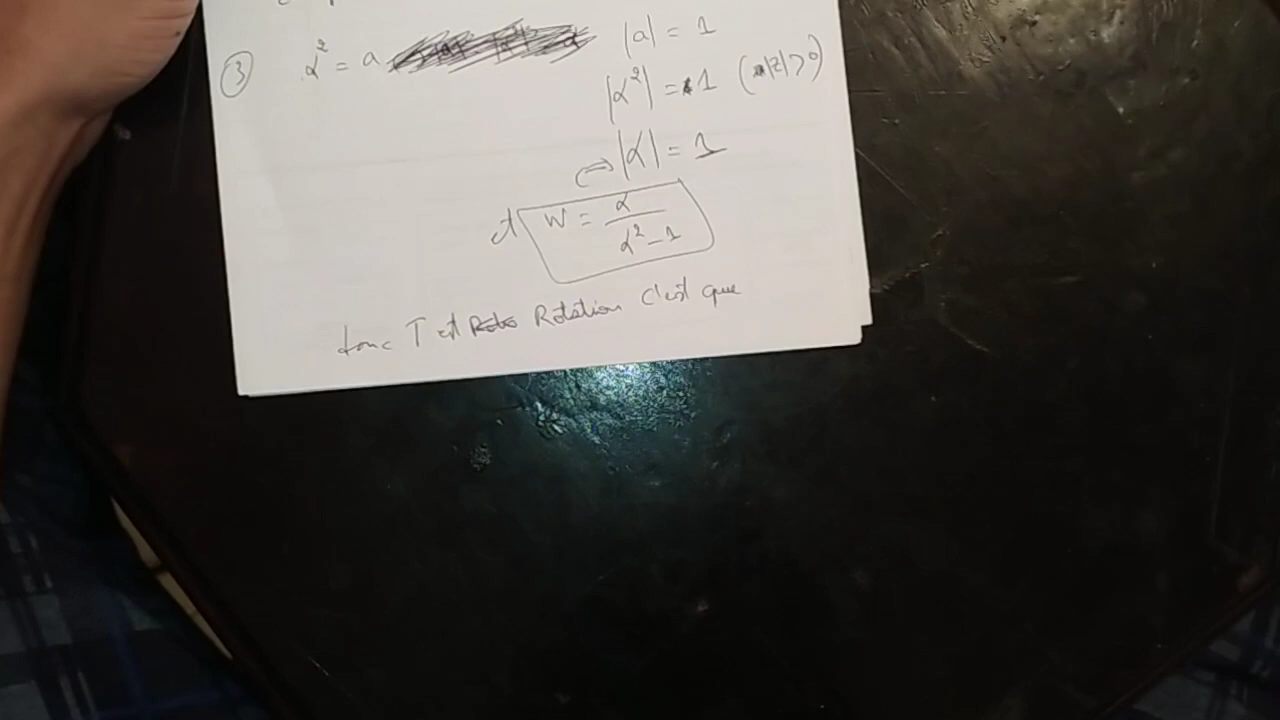 ③ α² = a |a| = 1
|α²| = 1 (|z|>0)
|α| = 1
et W = α / α² - 1
donc T est Rotation c'est que